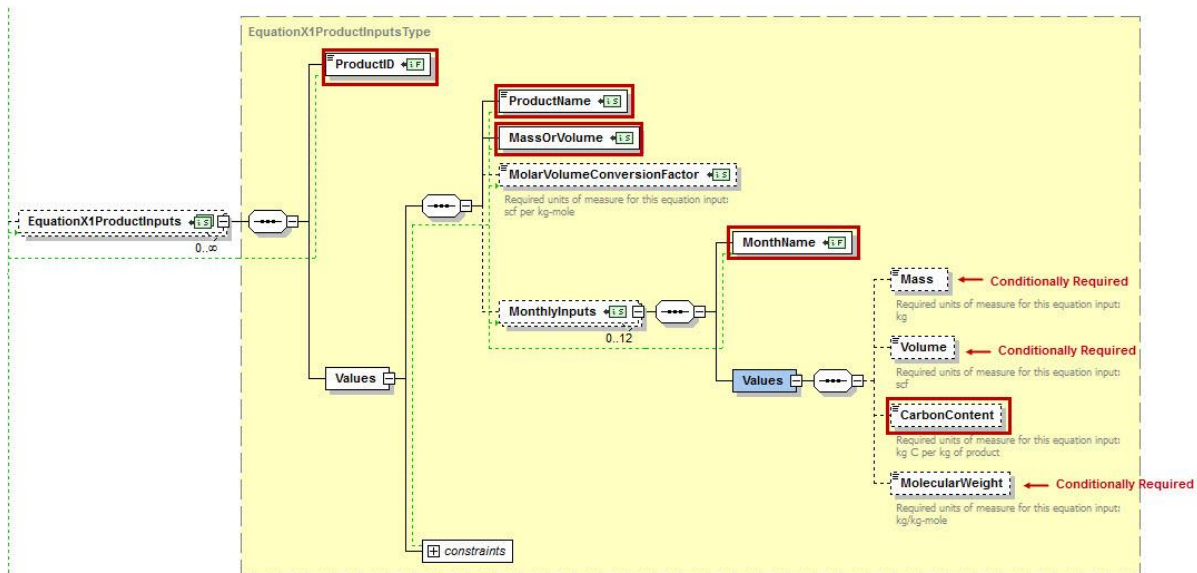 EquationX1ProductInputsType
ProductID
ProductName
MassOrVolume
MolarVolumeConversionFactor
Required units of measure for this equation input:
scf per kg-mole
EquationX1ProductInputs
0..∞
MonthName
MonthlyInputs
0..12
Mass
Conditionally Required
Required units of measure for this equation input:
kg
Volume
Conditionally Required
Required units of measure for this equation input:
scf
Values
Values
CarbonContent
Required units of measure for this equation input:
kg C per kg of product
MolecularWeight
Conditionally Required
Required units of measure for this equation input:
kg/kg-mole
constraints